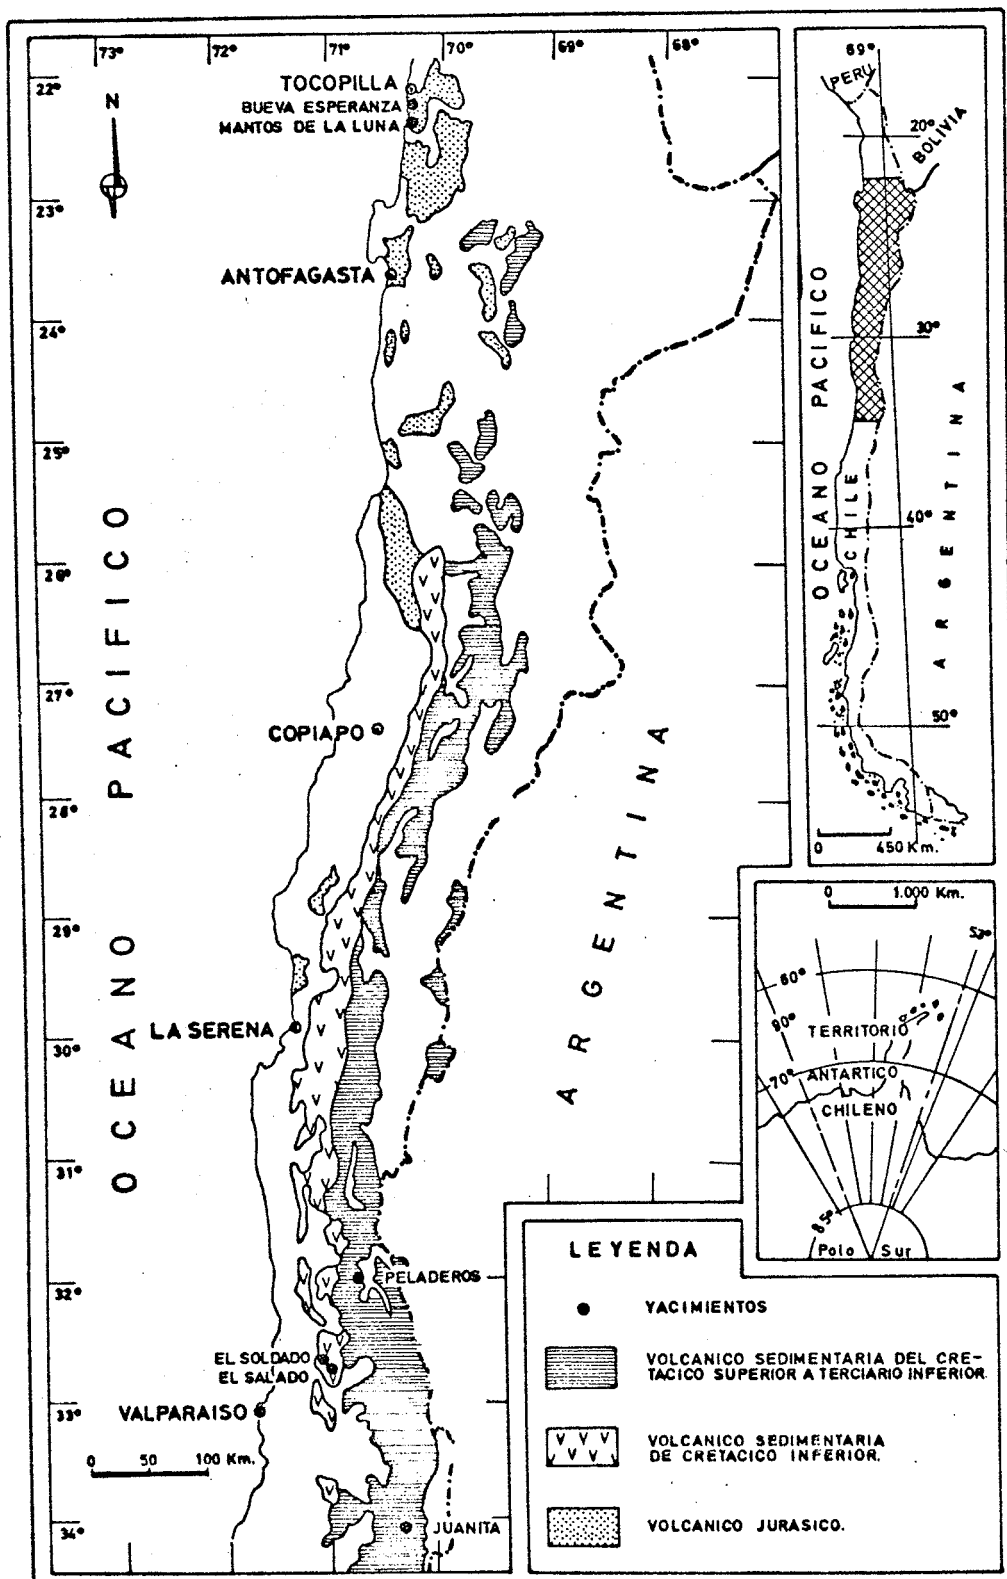 73°
72°
71°
70°
69°
68°
22°
TOCOPILLA
BUEVA ESPERANZA
MANTOS DE LA LUNA
N
23°
ANTOFAGASTA
24°
25°
26°
27°
COPIAPO
28°
29°
LA SERENA
30°
31°
PELADEROS
32°
EL SOLDADO
EL SALADO
33°
VALPARAISO
0 50 100 Km.
34°
JUANITA
OCEANO PACIFICO
ARGENTINA
69°
PERU
20°
BOLIVIA
30°
OCEANO PACIFICO
CHILE
40°
ARGENTINA
50°
0 450 Km.
0 1.000 Km.
53°
60°
90°
TERRITORIO
70°
ANTARTICO
CHILENO
85°
Polo Sur
LEYENDA
YACIMIENTOS
VOLCANICO SEDIMENTARIA DEL CRE-
TACICO SUPERIOR A TERCIARIO INFERIOR.
VOLCANICO SEDIMENTARIA
DE CRETACICO INFERIOR.
VOLCANICO JURASICO.